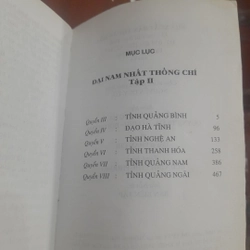 MỤC LỤC
ĐẠI NAM NHẤT THỐNG CHÍ
Tập II
Quyển III : TỈNH QUẢNG BÌNH 5
Quyển IV : ĐẠO HÀ TĨNH 96
Quyển V : TỈNH NGHỆ AN 133
Quyển VI : TỈNH THANH HÓA 258
Quyển VII : TỈNH QUẢNG NAM 386
Quyển VIII : TỈNH QUẢNG NGÃI 467